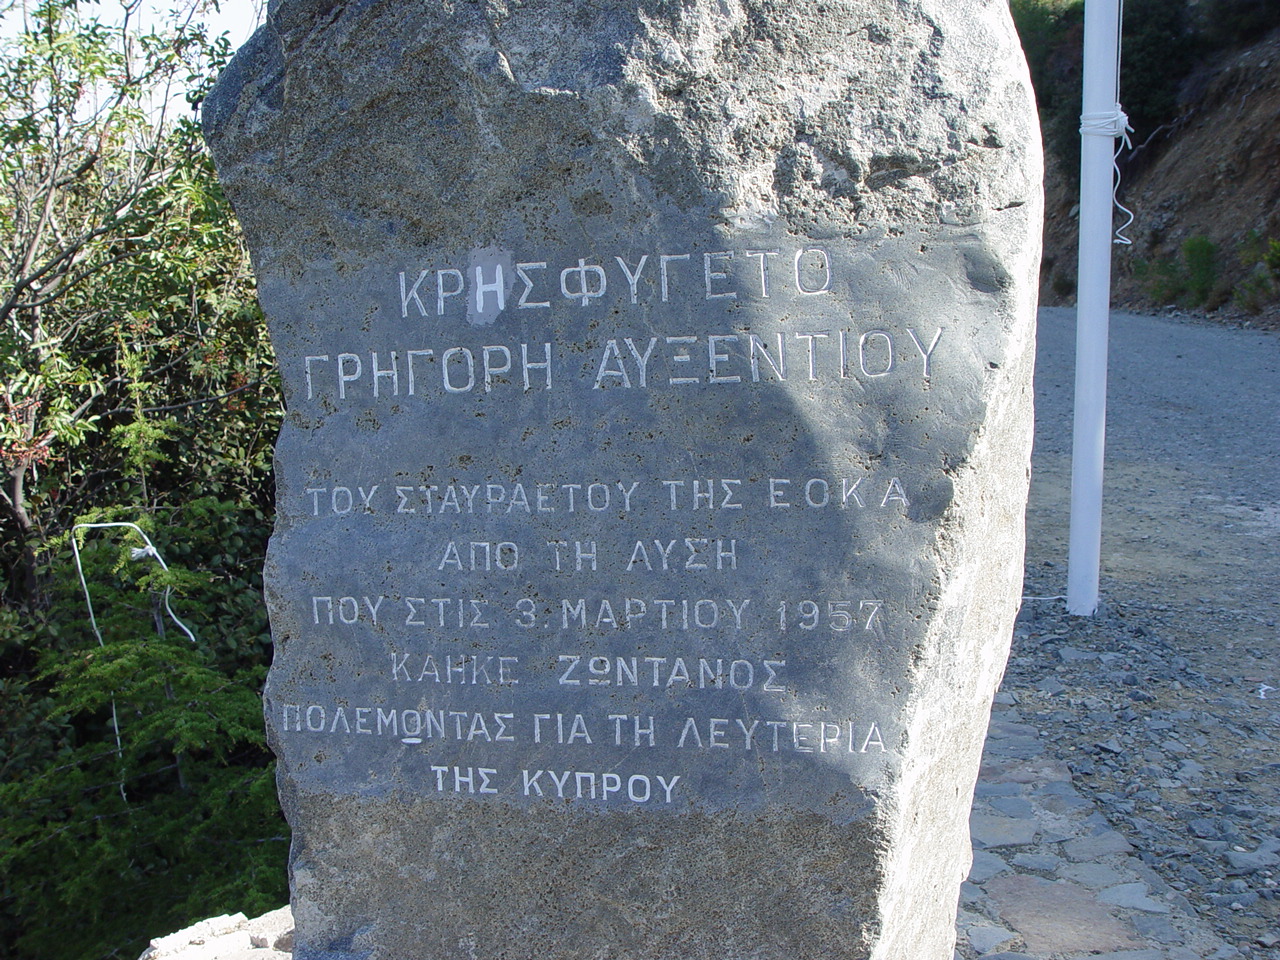 ΚΡΗΣΦΥΓΕΤΟ
ΓΡΗΓΟΡΗ ΑΥΞΕΝΤΙΟΥ
ΤΟΥ ΣΤΑΥΡΑΕΤΟΥ ΤΗΣ ΕΟΚΑ
ΑΠΟ ΤΗ ΛΥΣΗ
ΠΟΥ ΣΤΙΣ 3 ΜΑΡΤΙΟΥ 1957
ΚΑΗΚΕ ΖΩΝΤΑΝΟΣ
ΠΟΛΕΜΩΝΤΑΣ ΓΙΑ ΤΗ ΛΕΥΤΕΡΙΑ
ΤΗΣ ΚΥΠΡΟΥ